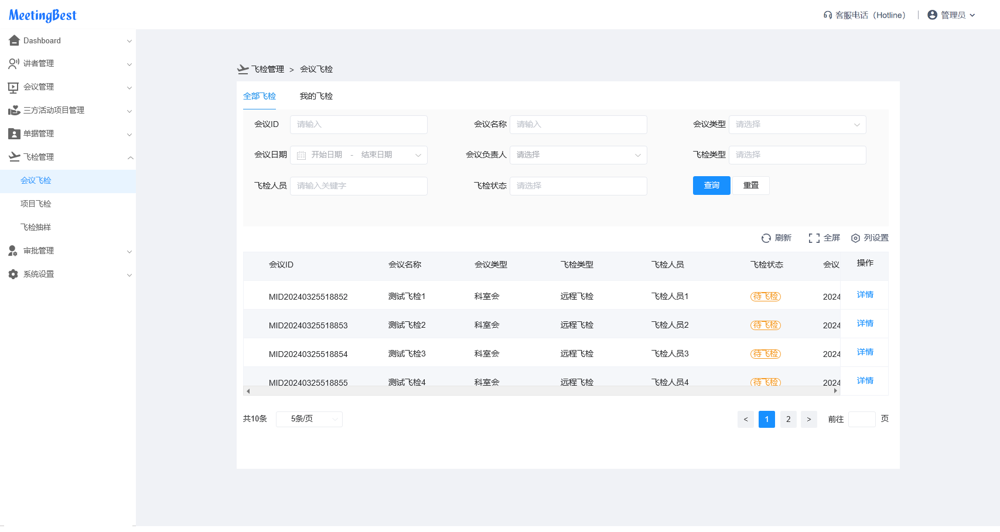 MeetingBest
客服电话（Hotline）
管理员
Dashboard
讲者管理
会议管理
三方活动项目管理
单据管理
飞检管理
会议飞检
项目飞检
飞检抽样
审批管理
系统设置
飞检管理 > 会议飞检
全部飞检 我的飞检
会议ID 请输入 会议名称 请输入 会议类型 请选择
会议日期 开始日期 - 结束日期 会议负责人 请选择 飞检类型 请选择
飞检人员 请输入关键字 飞检状态 请选择 查询 重置
刷新 全屏 列设置
会议ID 会议名称 会议类型 飞检类型 飞检人员 飞检状态 会议 操作
MID20240325518852 测试飞检1 科室会 远程飞检 飞检人员1 待飞检 2024 详情
MID20240325518853 测试飞检2 科室会 远程飞检 飞检人员2 待飞检 2024 详情
MID20240325518854 测试飞检3 科室会 远程飞检 飞检人员3 待飞检 2024 详情
MID20240325518855 测试飞检4 科室会 远程飞检 飞检人员4 待飞检 2024 详情
共10条 5条/页 < 1 2 > 前往 页